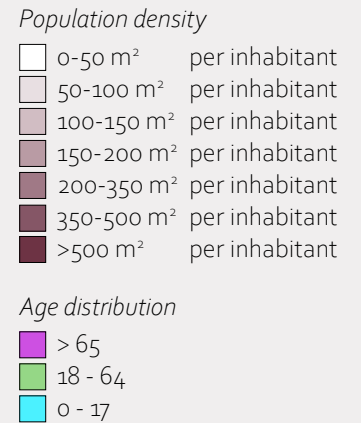 Population density
0-50 m² per inhabitant
50-100 m² per inhabitant
100-150 m² per inhabitant
150-200 m² per inhabitant
200-350 m² per inhabitant
350-500 m² per inhabitant
>500 m² per inhabitant
Age distribution
> 65
18 - 64
0 - 17